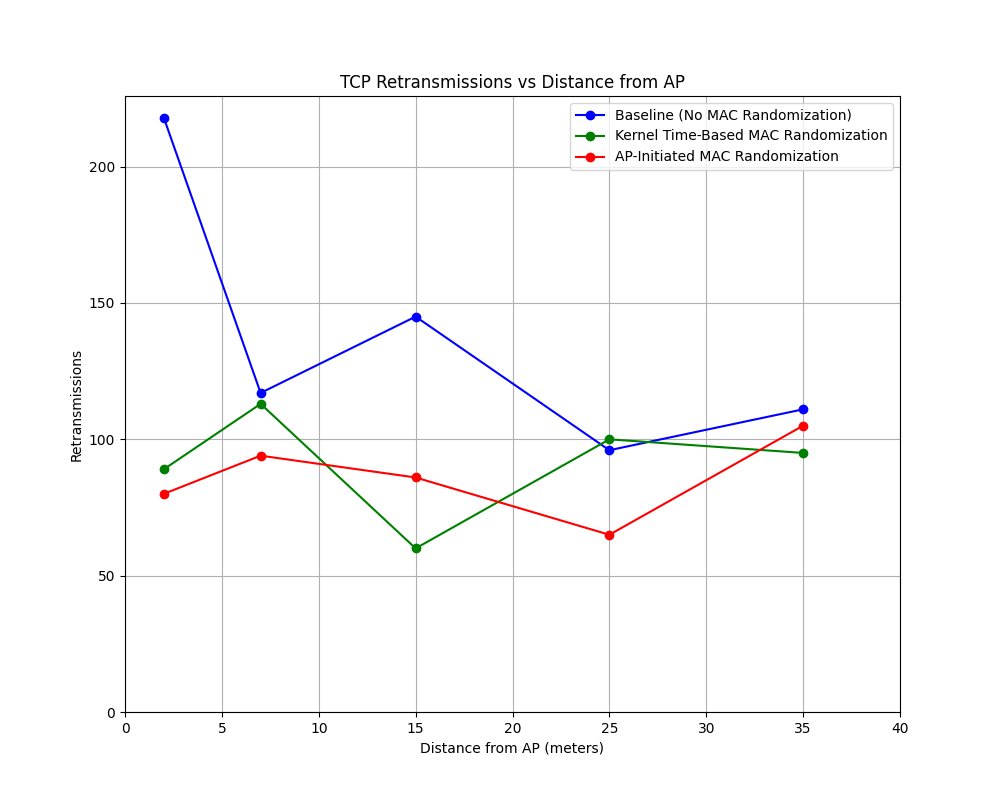 TCP Retransmissions vs Distance from AP
Baseline (No MAC Randomization)
Kernel Time-Based MAC Randomization
AP-Initiated MAC Randomization
Retransmissions
200
150
100
50
0
0 5 10 15 20 25 30 35 40
Distance from AP (meters)